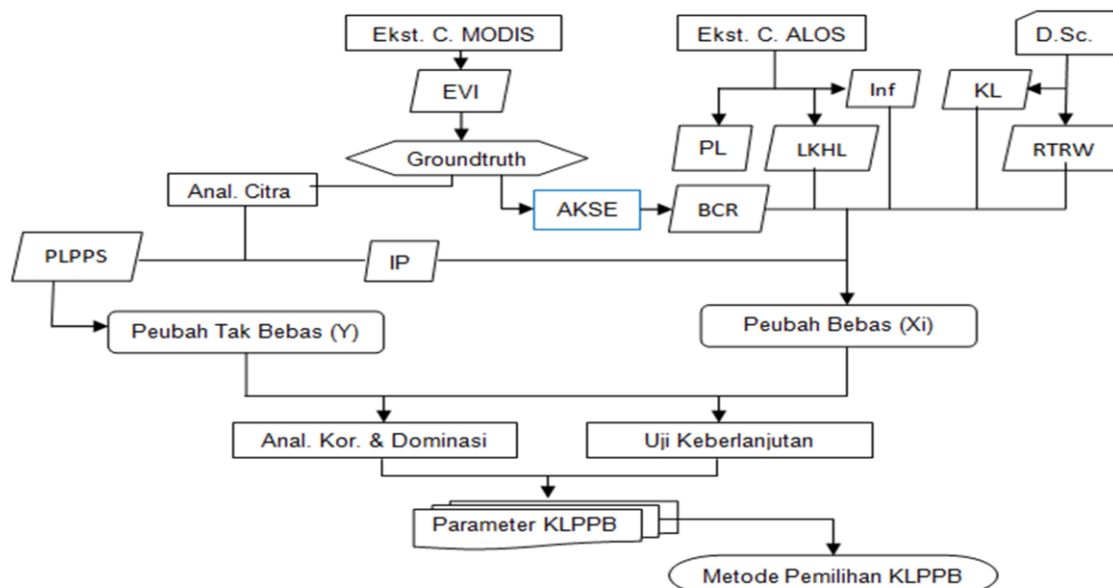 Ekst. C. MODIS
Ekst. C. ALOS
D.Sc.
EVI
Inf
KL
Groundtruth
PL
LKHL
RTRW
Anal. Citra
AKSE
BCR
PLPPS
IP
Peubah Tak Bebas (Y)
Peubah Bebas (Xi)
Anal. Kor. & Dominasi
Uji Keberlanjutan
Parameter KLPPB
Metode Pemilihan KLPPB